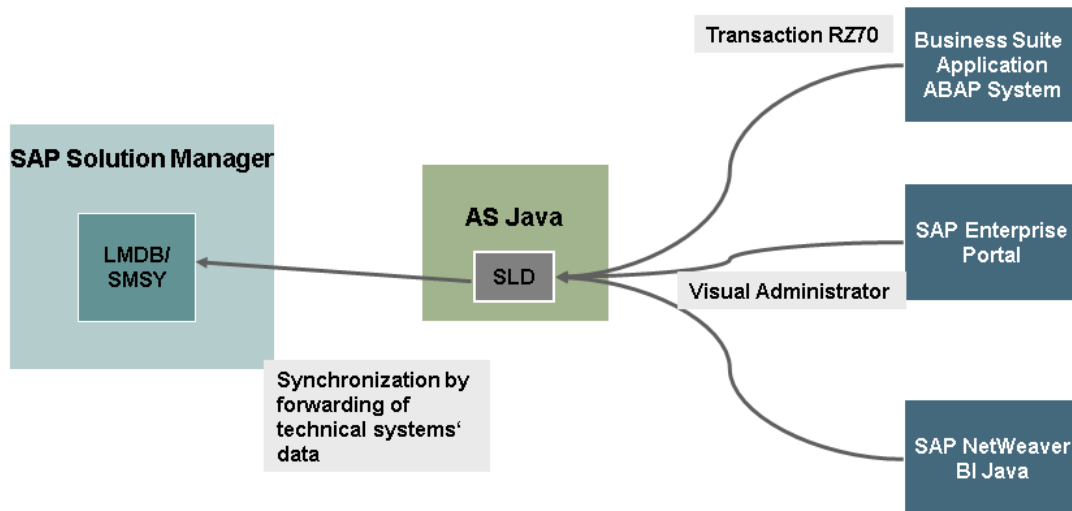 Transaction RZ70
Business Suite
Application
ABAP System
SAP Solution Manager
LMDB/
SMSY
AS Java
SLD
SAP Enterprise
Portal
Visual Administrator
Synchronization by
forwarding of
technical systems‘
data
SAP NetWeaver
BI Java